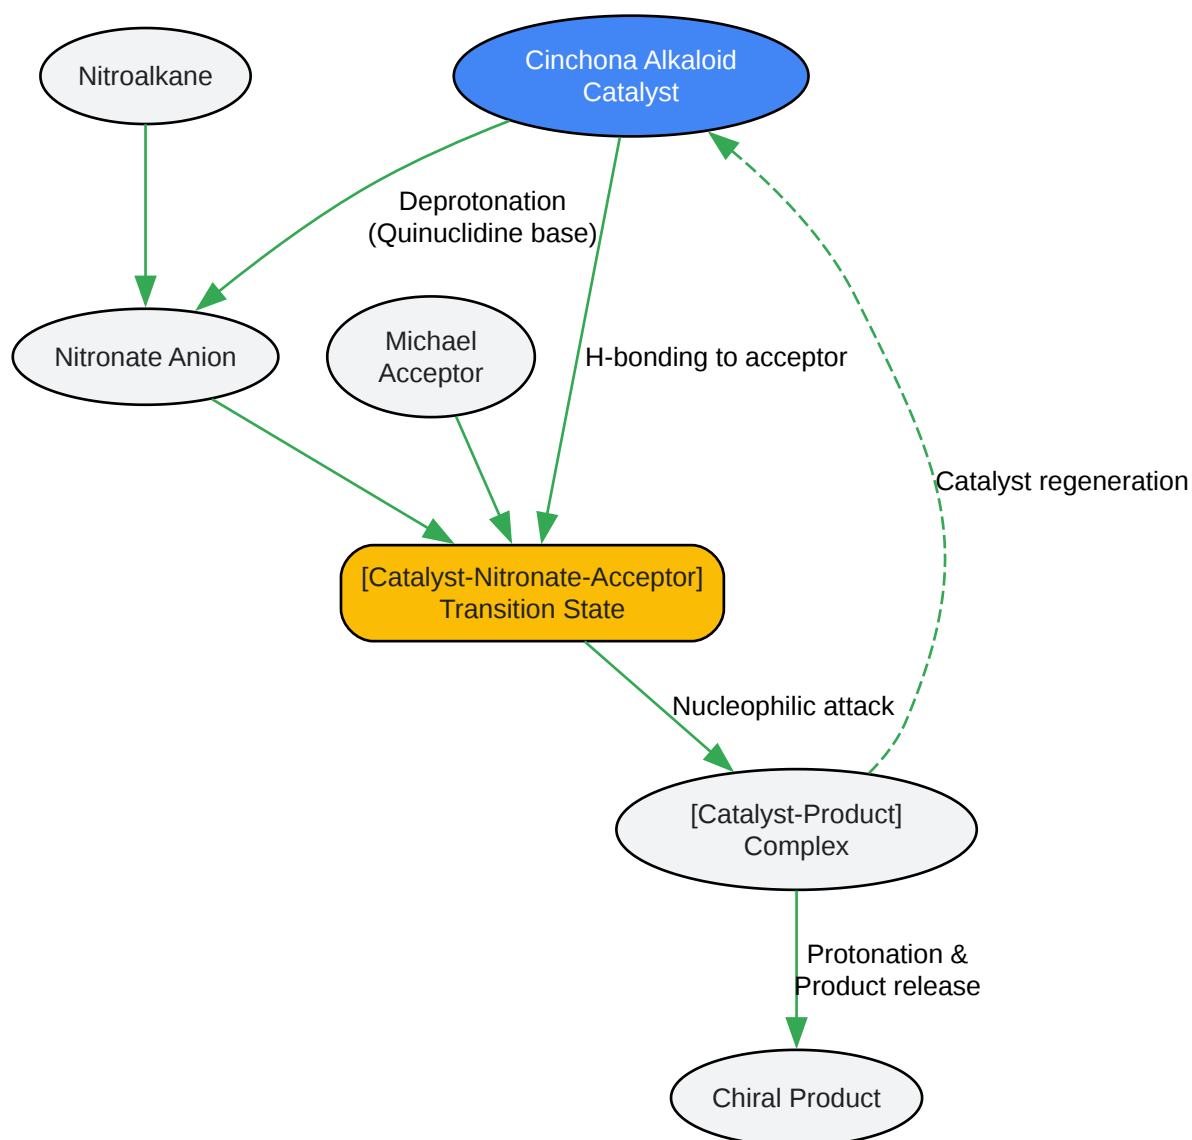 Nitroalkane
Cinchona Alkaloid
Catalyst
Deprotonation
(Quinuclidine base)
Nitronate Anion
Michael
Acceptor
H-bonding to acceptor
Catalyst regeneration
[Catalyst-Nitronate-Acceptor]
Transition State
Nucleophilic attack
[Catalyst-Product]
Complex
Protonation &
Product release
Chiral Product